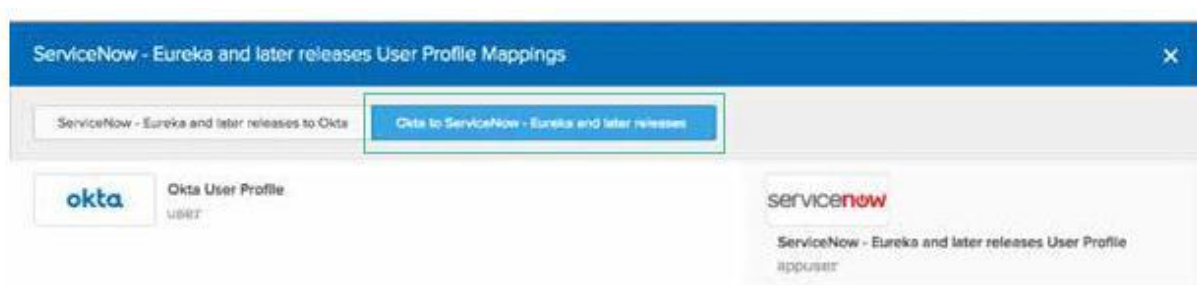 ServiceNow - Eureka and later releases User Profile Mappings
ServiceNow - Eureka and later releases to Okta
Okta to ServiceNow - Eureka and later releases
okta
Okta User Profile
user
servicenow
ServiceNow - Eureka and later releases User Profile
appuser